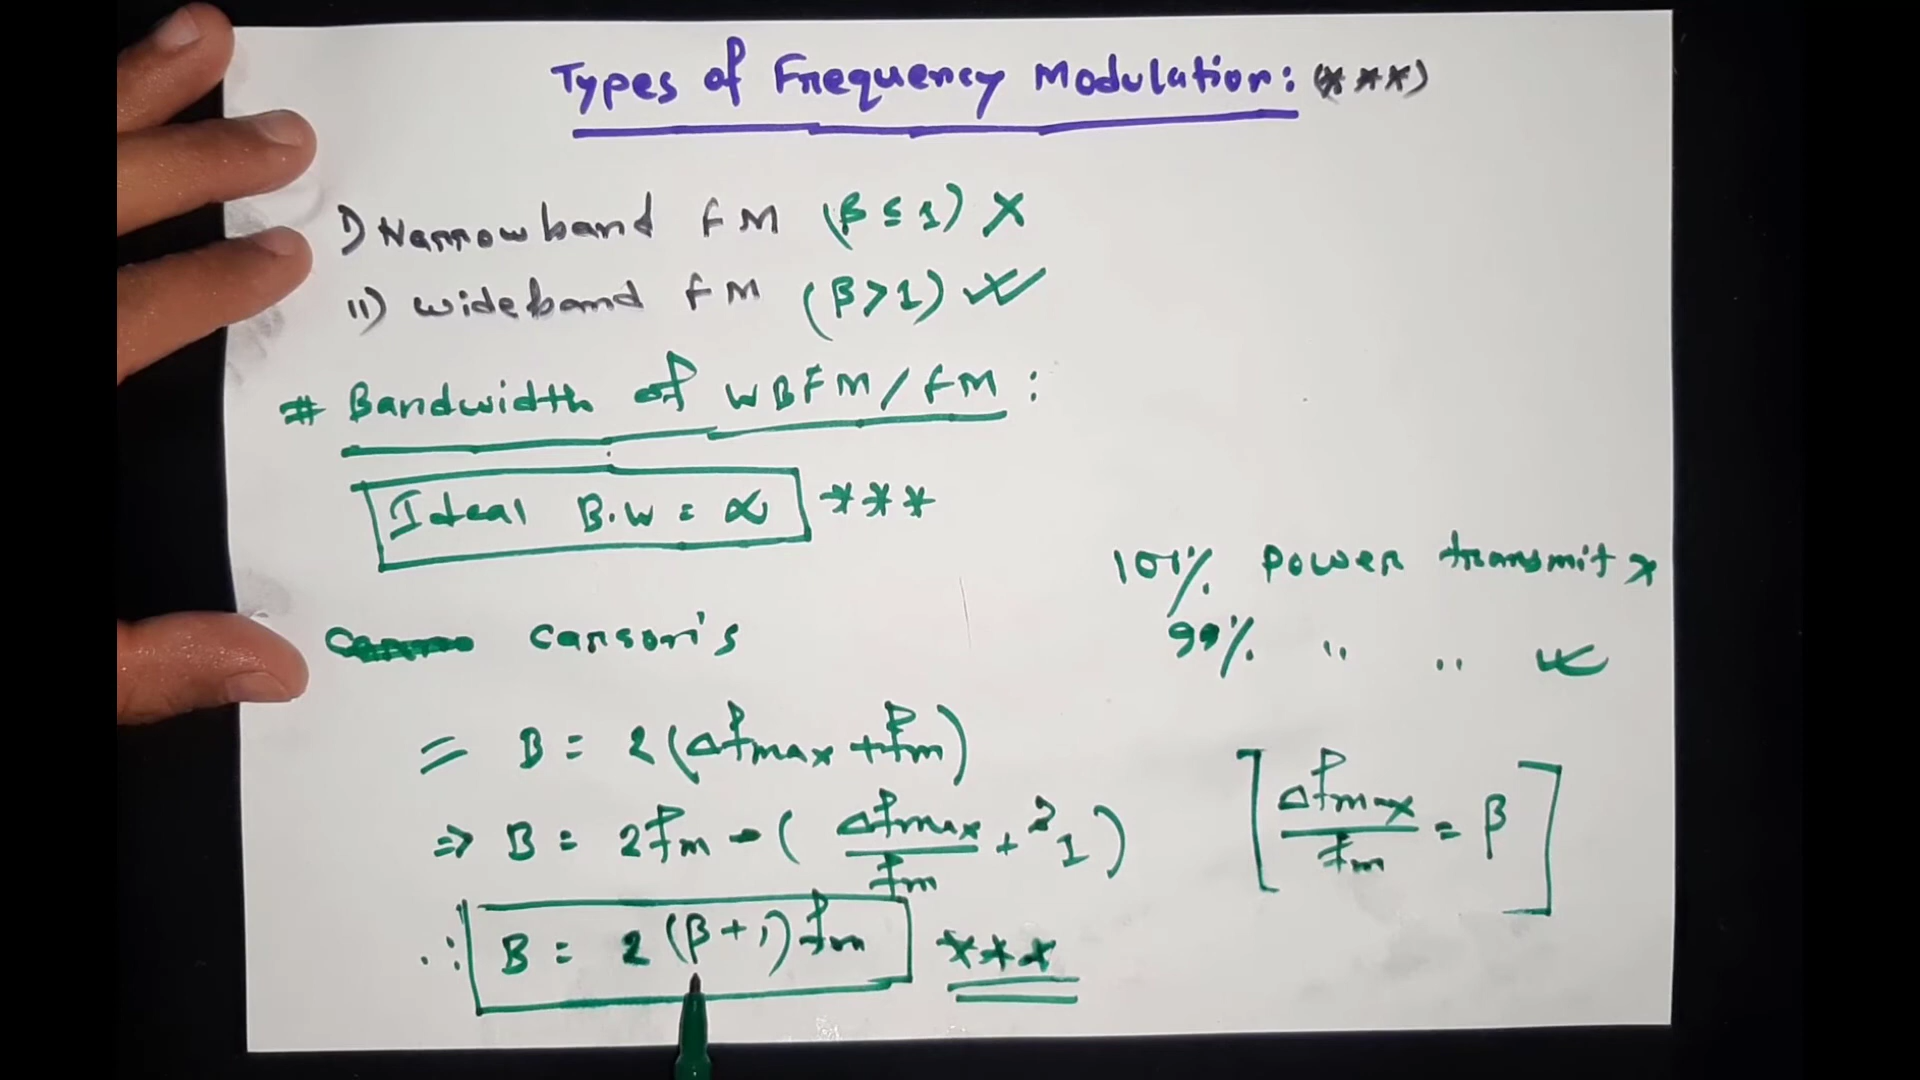 Types of Frequency Modulation: (***)
I) Narrowband FM (β ≤ 1) X
II) wideband FM (β > 1)
# Bandwidth of WBFM / FM :
Ideal B.W = ∝ ***
100% power transmit x
99% " "
Carson's
= B = 2(Δfmax + fm)
⇒ B = 2fm - ( Δfmax / fm + 1 )
[ Δfmax / fm = β ]
∴ B = 2(β+1)fm ***